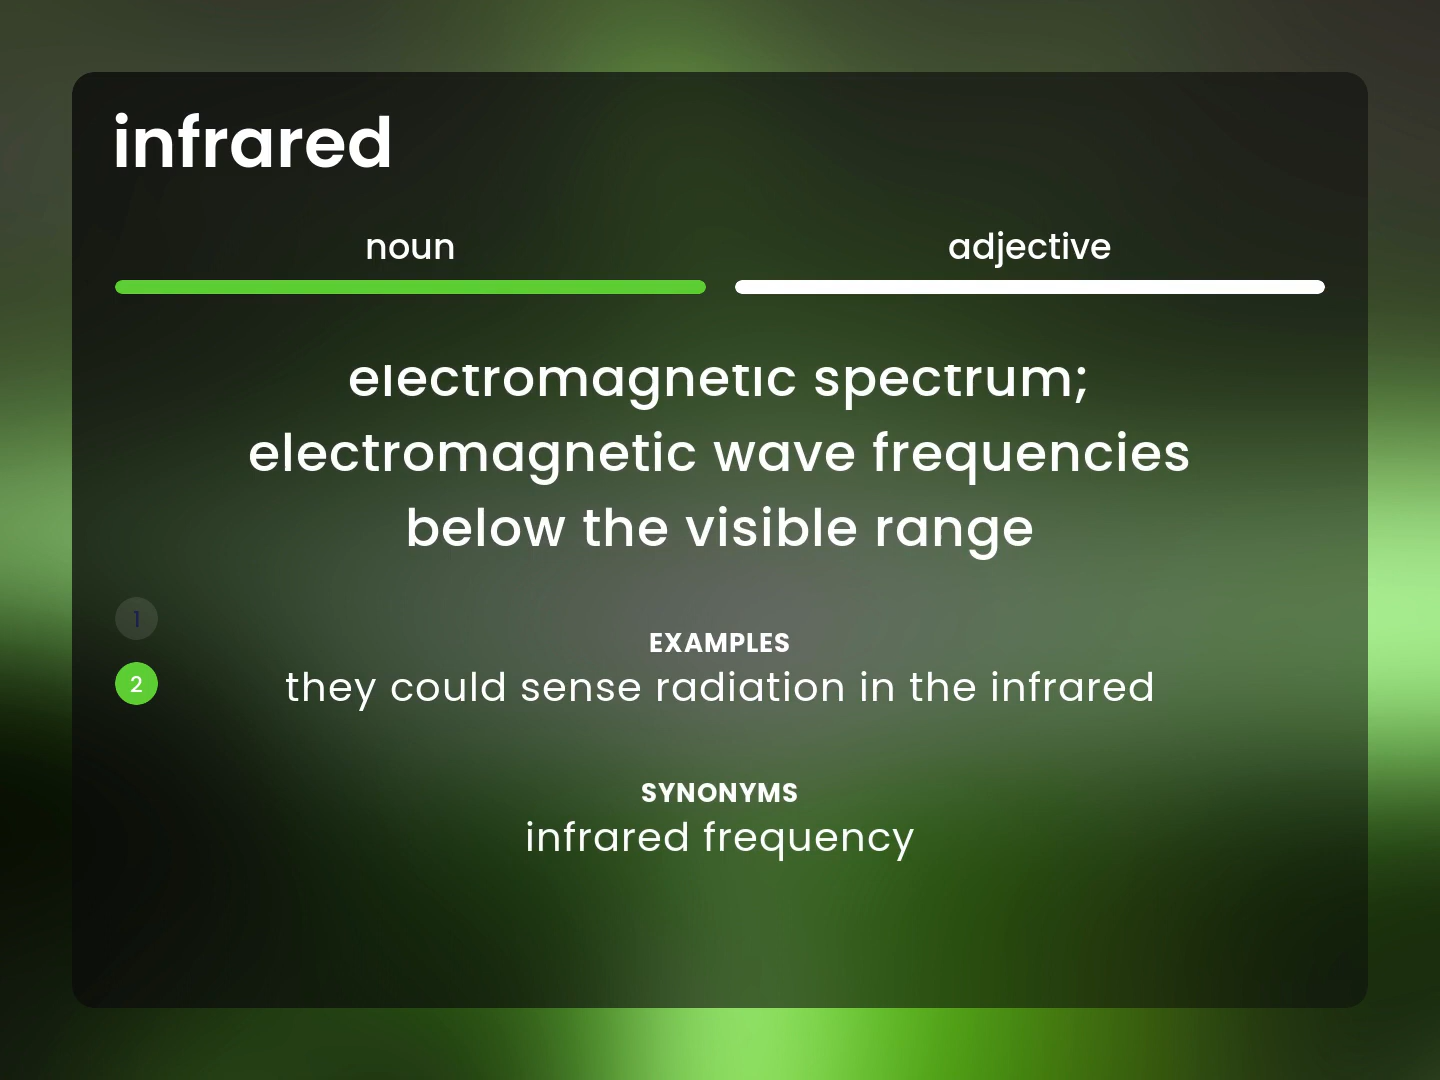 infrared
noun
adjective
electromagnetic spectrum;
electromagnetic wave frequencies
below the visible range
1
EXAMPLES
2
they could sense radiation in the infrared
SYNONYMS
infrared frequency